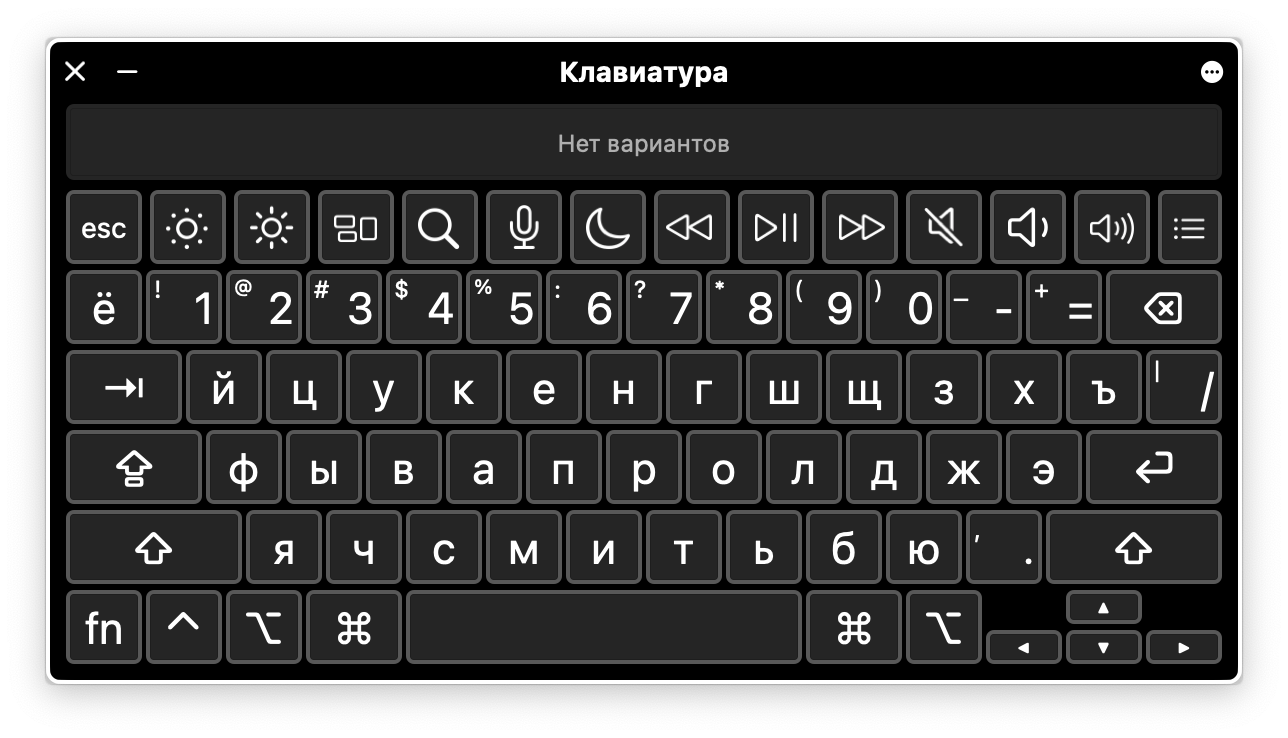 Клавиатура
Нет вариантов
esc
ё ! 1 @ 2 # 3 $ 4 % 5 : 6 ? 7 * 8 ( 9 ) 0 _ - + =
й ц у к е н г ш щ з х ъ | /
ф ы в а п р о л д ж э
я ч с м и т ь б ю ′ .
fn